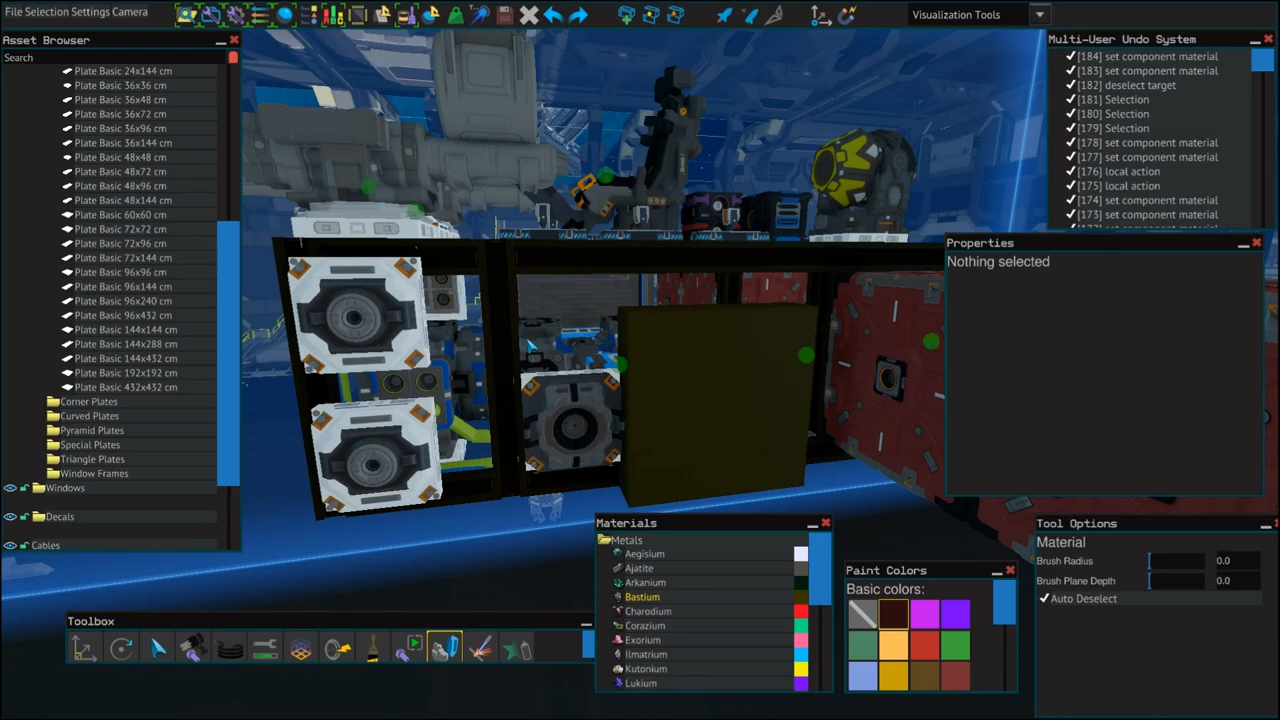 File Selection Settings Camera
Visualization Tools
Asset Browser
Search
Plate Basic 24x144 cm
Plate Basic 36x36 cm
Plate Basic 36x48 cm
Plate Basic 36x72 cm
Plate Basic 36x96 cm
Plate Basic 36x144 cm
Plate Basic 48x48 cm
Plate Basic 48x72 cm
Plate Basic 48x96 cm
Plate Basic 48x144 cm
Plate Basic 60x60 cm
Plate Basic 72x72 cm
Plate Basic 72x96 cm
Plate Basic 72x144 cm
Plate Basic 96x96 cm
Plate Basic 96x144 cm
Plate Basic 96x240 cm
Plate Basic 96x432 cm
Plate Basic 144x144 cm
Plate Basic 144x288 cm
Plate Basic 144x432 cm
Plate Basic 192x192 cm
Plate Basic 432x432 cm
Corner Plates
Curved Plates
Pyramid Plates
Special Plates
Triangle Plates
Window Frames
Windows
Decals
Cables
Multi-User Undo System
[184] set component material
[183] set component material
[182] deselect target
[181] Selection
[180] Selection
[179] Selection
[178] set component material
[177] set component material
[176] local action
[175] local action
[174] set component material
[173] set component material
Properties
Nothing selected
Toolbox
Materials
Metals
Aegisium
Ajatite
Arkanium
Bastium
Charodium
Corazium
Exorium
Ilmatrium
Kutonium
Lukium
Paint Colors
Basic colors:
Tool Options
Material
Brush Radius 0.0
Brush Plane Depth 0.0
Auto Deselect